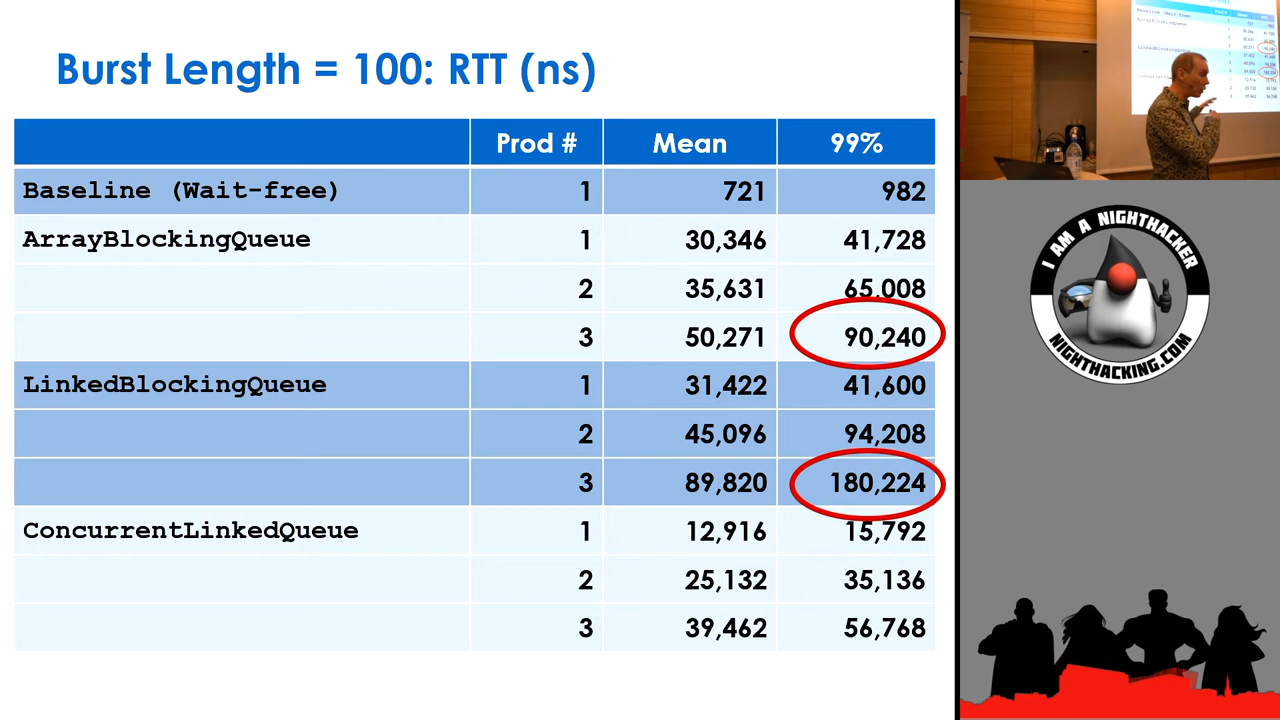 Burst Length = 100: RTT (ns)
Prod # Mean 99%
Baseline (Wait-free) 1 721 982
ArrayBlockingQueue 1 30,346 41,728
2 35,631 65,008
3 50,271 90,240
LinkedBlockingQueue 1 31,422 41,600
2 45,096 94,208
3 89,820 180,224
ConcurrentLinkedQueue 1 12,916 15,792
2 25,132 35,136
3 39,462 56,768
I AM A NIGHTHACKER
NIGHTHACKING.COM